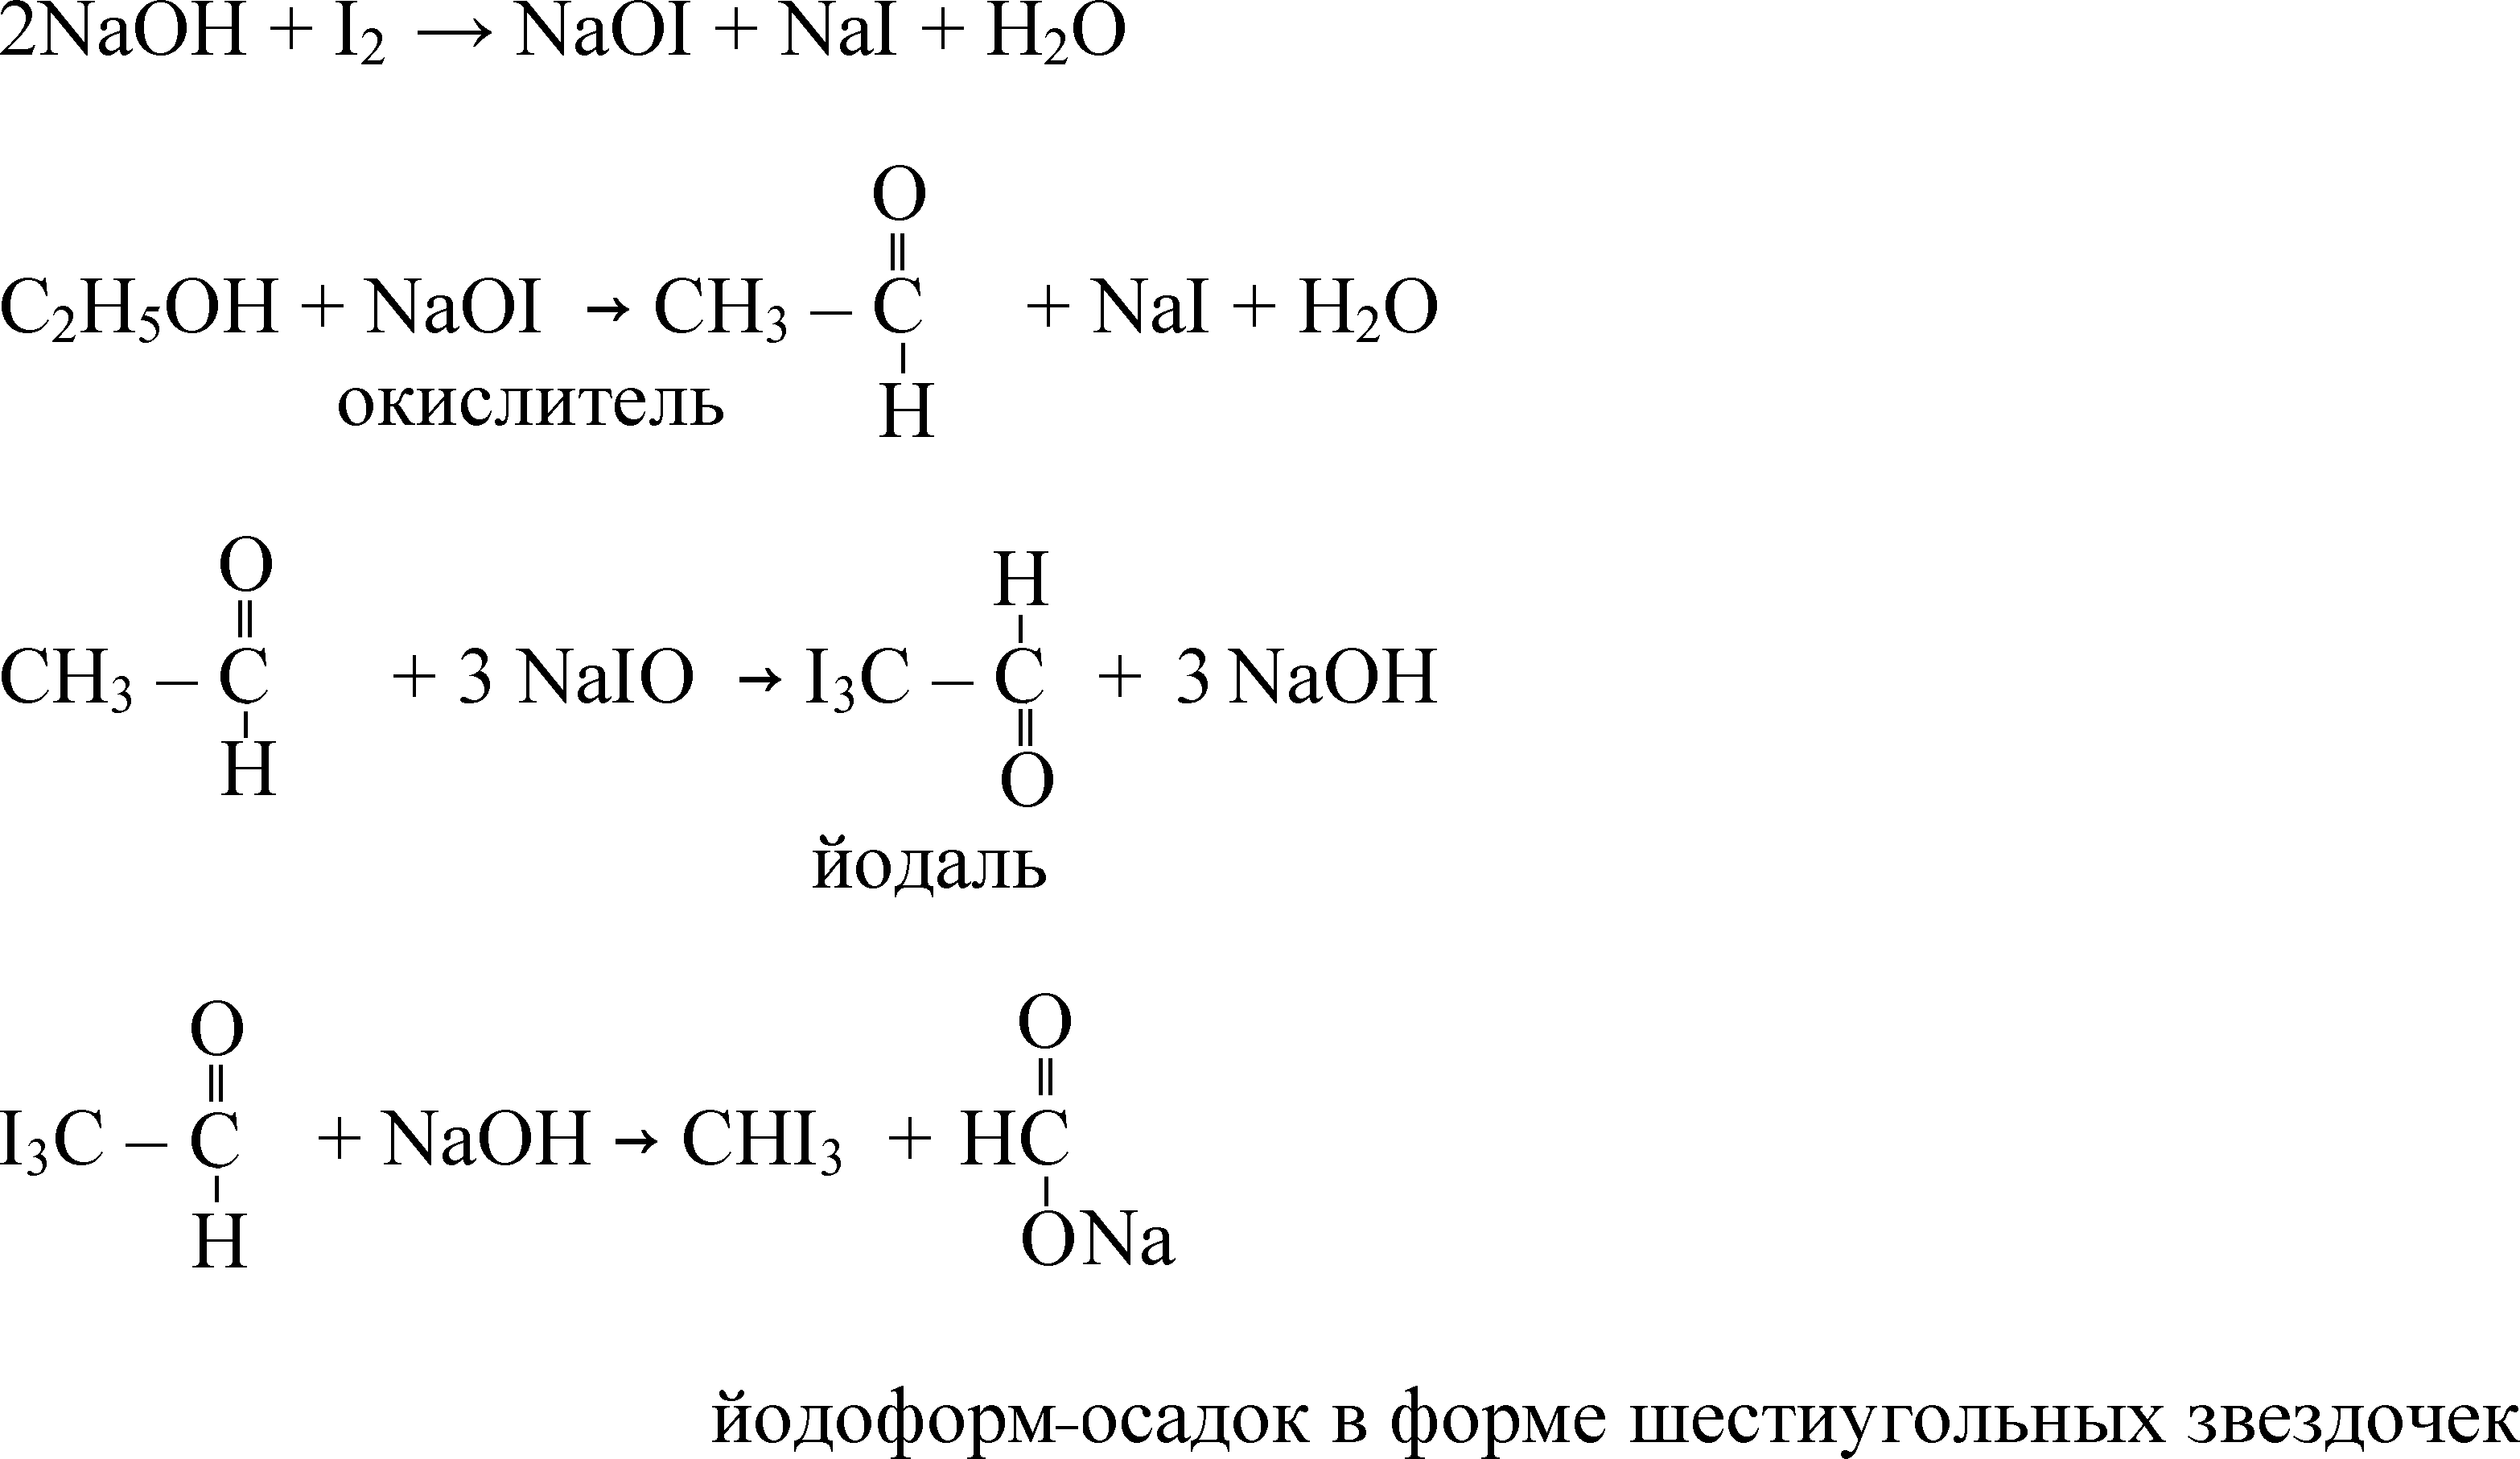 2NaOH + I2 → NaOI + NaI + H2O
O
C2H5OH + NaOI → CH3 – C + NaI + H2O
окислитель H
O H
CH3 – C + 3 NaIO → I3C – C + 3 NaOH
H O
йодаль
O O
I3C – C + NaOH → CHI3 + HC
H ONa
йодоформ–осадок в форме шестиугольных звездочек